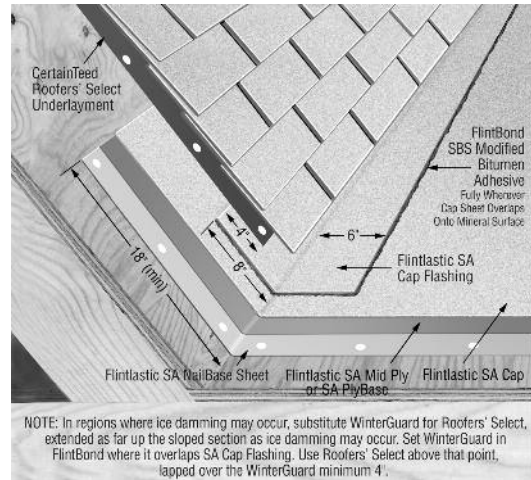 CertainTeed
Roofers' Select
Underlayment
FlintBond
SBS Modified
Bitumen
Adhesive
Fully Wherever
Cap Sheet Overlaps
Onto Mineral Surface
4"
6"
8"
18" (min)
Flintlastic SA
Cap Flashing
Flintlastic SA NailBase Sheet
Flintlastic SA Mid Ply
or SA PlyBase
Flintlastic SA Cap
NOTE: In regions where ice damming may occur, substitute WinterGuard for Roofers' Select,
extended as far up the sloped section as ice damming may occur. Set WinterGuard in
FlintBond where it overlaps SA Cap Flashing. Use Roofers' Select above that point,
lapped over the WinterGuard minimum 4".